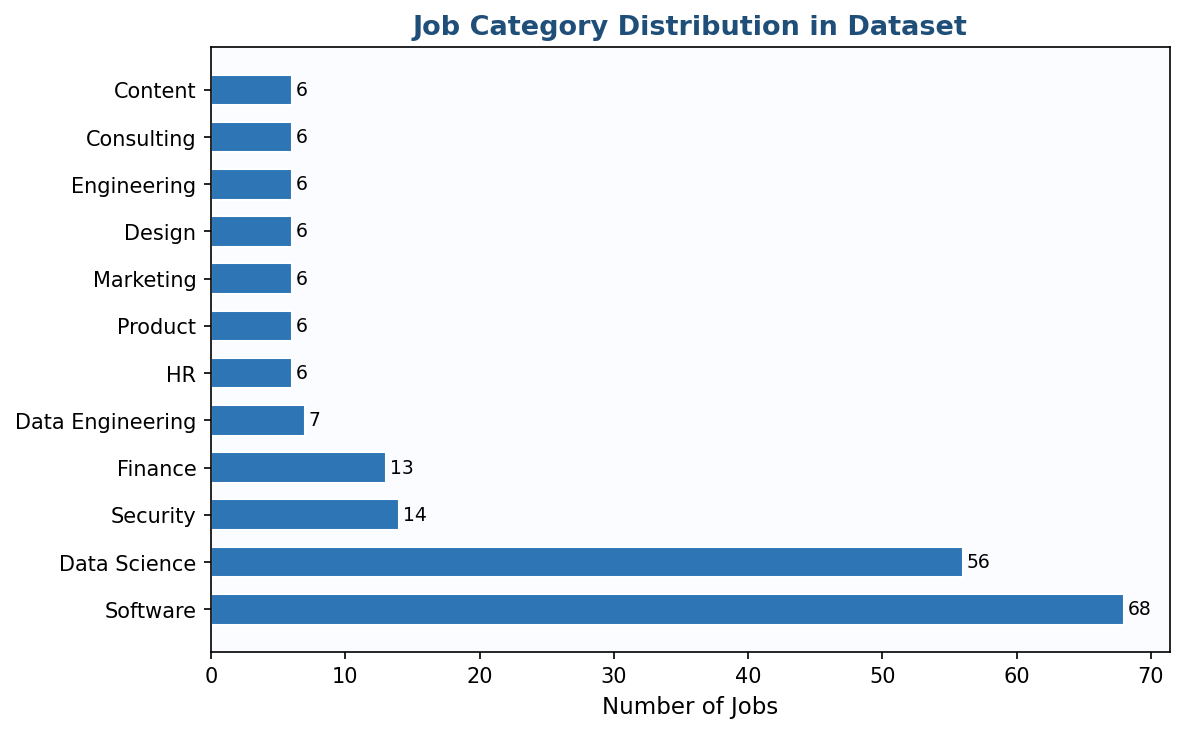 Job Category Distribution in Dataset
Content 6
Consulting 6
Engineering 6
Design 6
Marketing 6
Product 6
HR 6
Data Engineering 7
Finance 13
Security 14
Data Science 56
Software 68
0 10 20 30 40 50 60 70
Number of Jobs